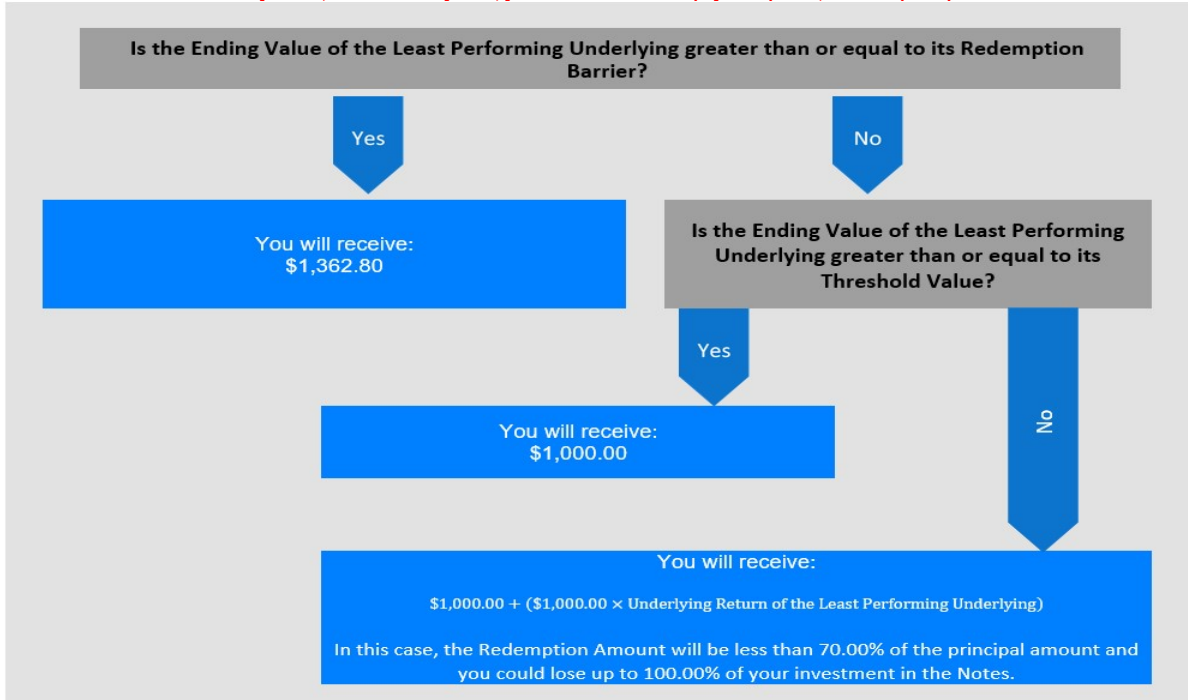 Is the Ending Value of the Least Performing Underlying greater than or equal to its Redemption
Barrier?
Yes
No
You will receive:
$1,362.80
Is the Ending Value of the Least Performing
Underlying greater than or equal to its
Threshold Value?
Yes
No
You will receive:
$1,000.00
You will receive:
$1,000.00 + ($1,000.00 × Underlying Return of the Least Performing Underlying)
In this case, the Redemption Amount will be less than 70.00% of the principal amount and
you could lose up to 100.00% of your investment in the Notes.